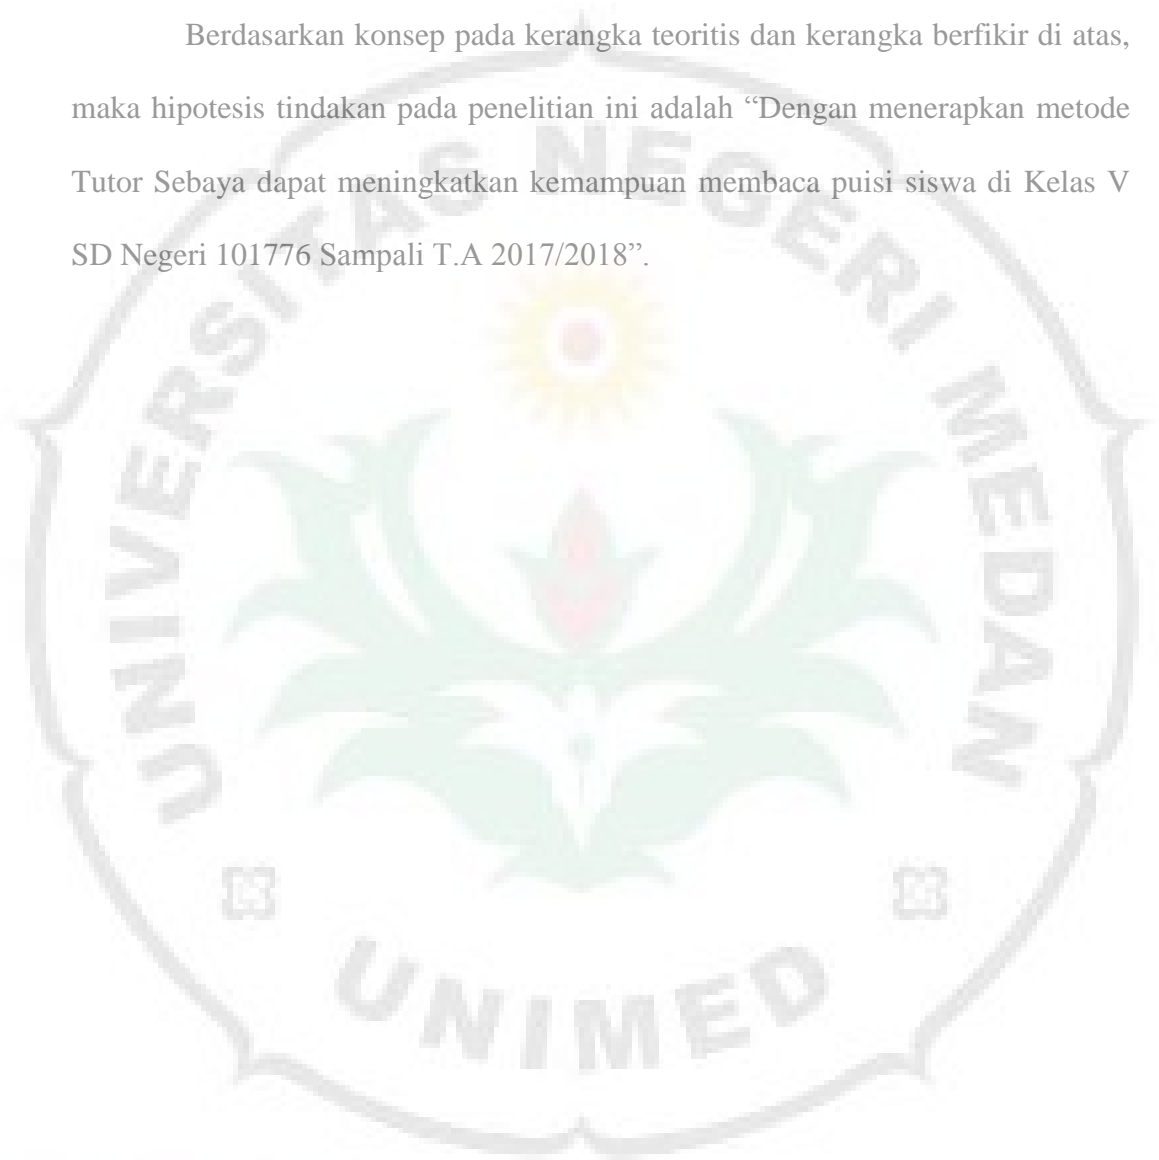 Berdasarkan konsep pada kerangka teoritis dan kerangka berfikir di atas,
maka hipotesis tindakan pada penelitian ini adalah “Dengan menerapkan metode
Tutor Sebaya dapat meningkatkan kemampuan membaca puisi siswa di Kelas V
SD Negeri 101776 Sampali T.A 2017/2018”.
UNIVERSITAS NEGERI MEDAN
UNIMED